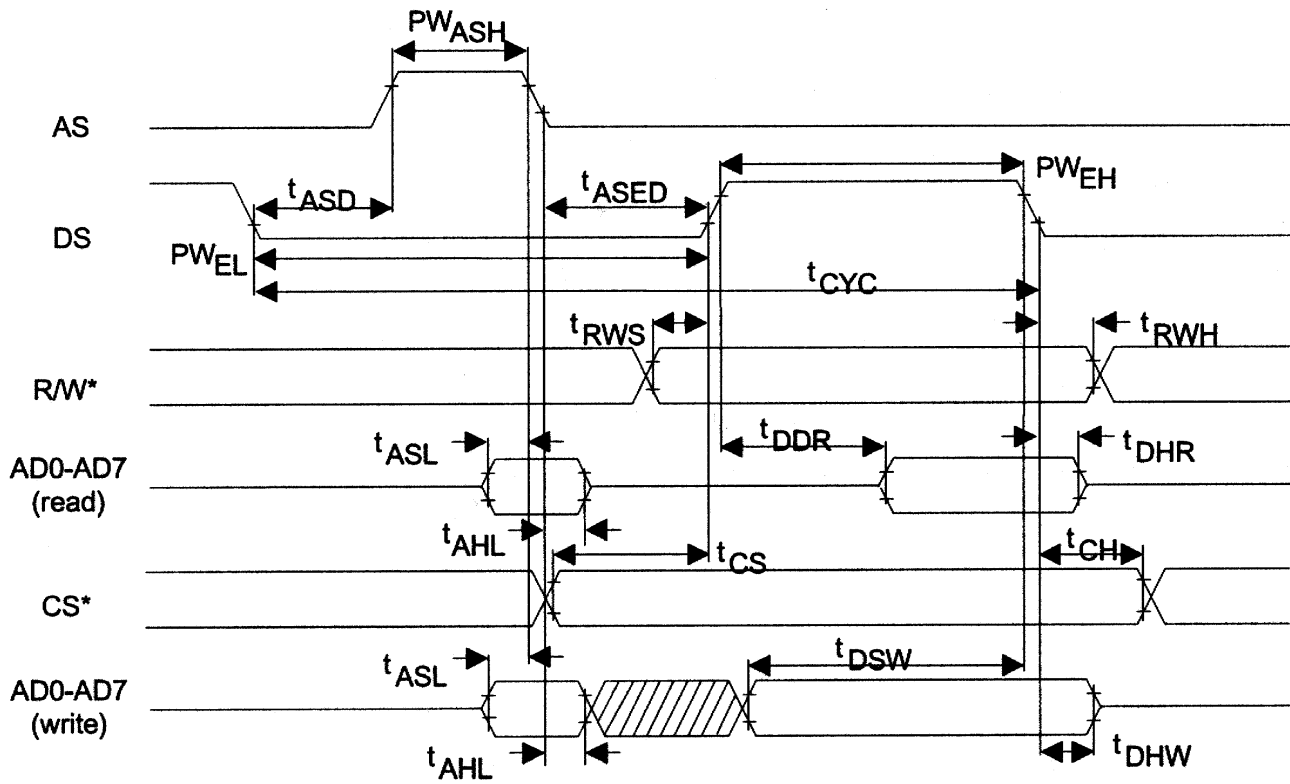 PWASH
AS
tASD
tASED
PWEH
DS
PWEL
tCYC
tRWS
tRWH
R/W*
tASL
tDDR
tDHR
AD0-AD7
(read)
tAHL
tCS
tCH
CS*
tASL
tDSW
AD0-AD7
(write)
tAHL
tDHW